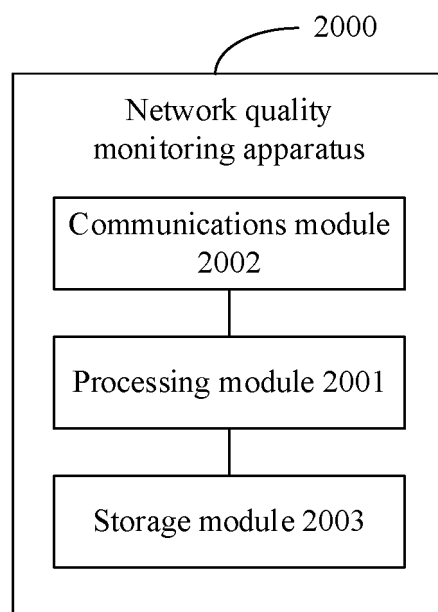 2000
Network quality
monitoring apparatus
Communications module
2002
Processing module 2001
Storage module 2003